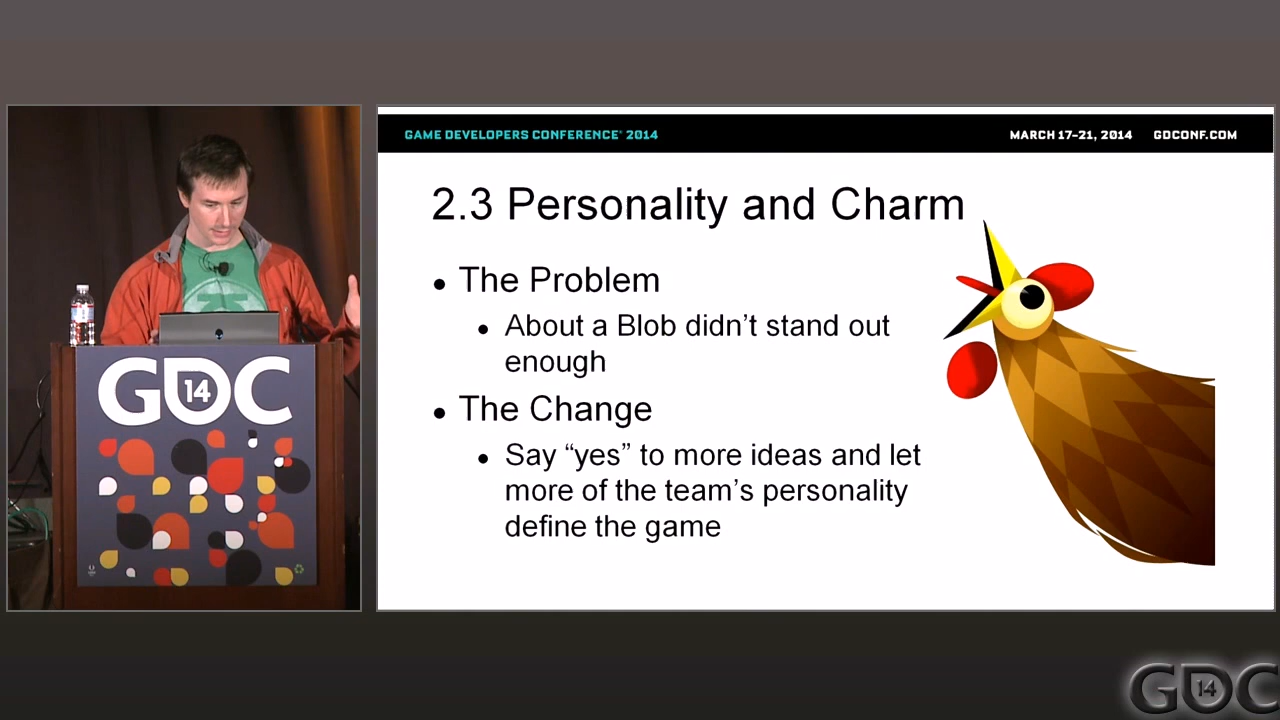 GAME DEVELOPERS CONFERENCE® 2014
MARCH 17–21, 2014 GDCONF.COM
2.3 Personality and Charm
• The Problem
• About a Blob didn’t stand out
enough
• The Change
• Say “yes” to more ideas and let
more of the team’s personality
define the game
GDC
14
GDC
14